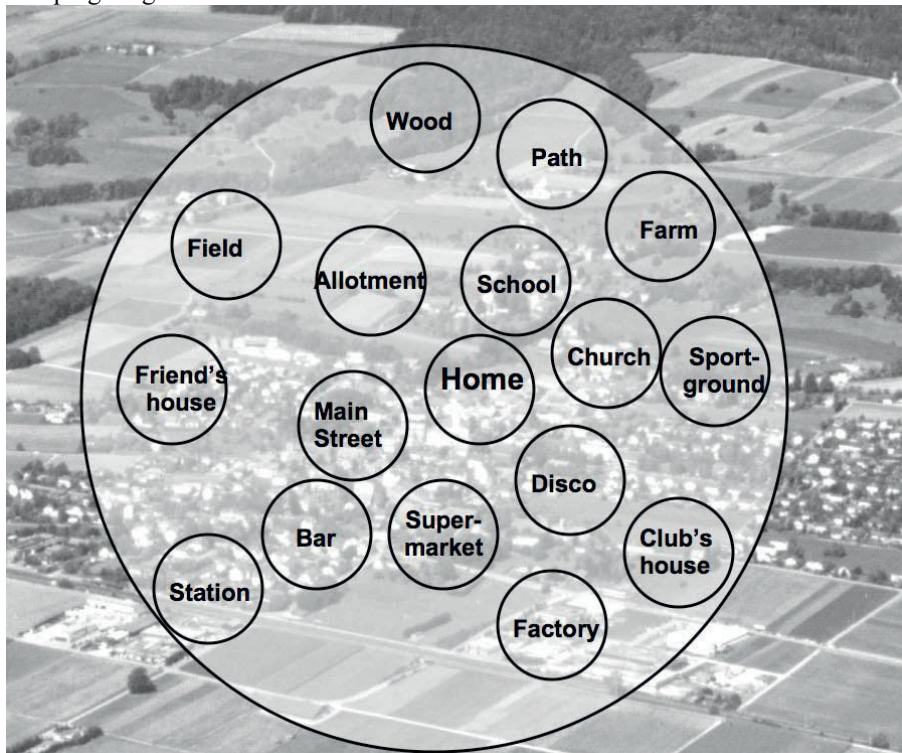 Wood
Path
Farm
Field
Allotment
School
Friend's
house
Home
Church
Sport-
ground
Main
Street
Disco
Bar
Super-
market
Club's
house
Station
Factory